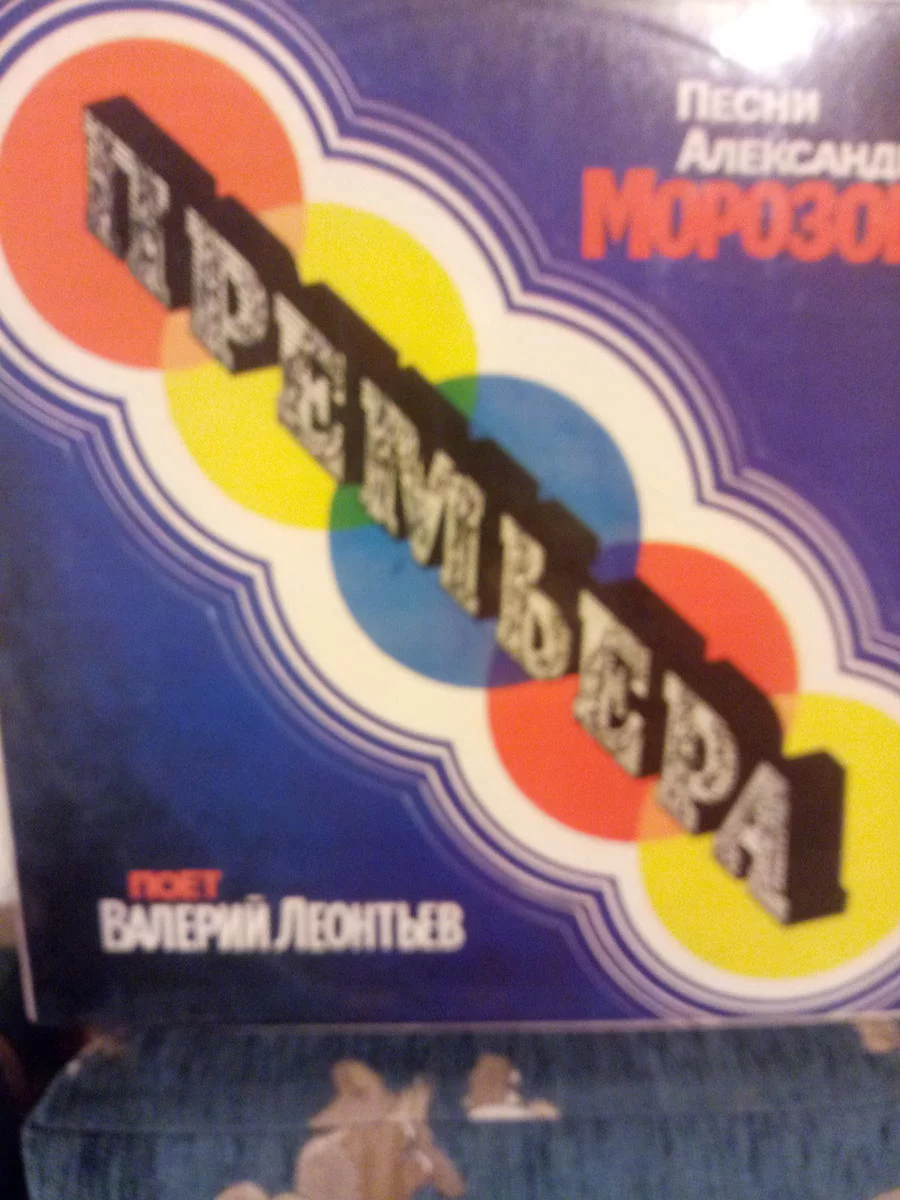 Песни
Александ
Морозо
ПРЕМЬЕРА
поет
Валерий Леонтьев